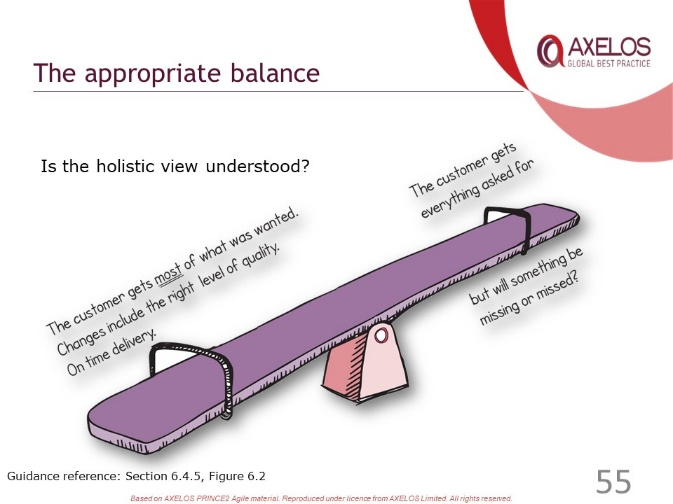 AXELOS
GLOBAL BEST PRACTICE
The appropriate balance
Is the holistic view understood?
The customer gets
everything asked for
The customer gets most of what was wanted.
Changes include the right level of quality.
On time delivery.
but will something be
missing or missed?
Guidance reference: Section 6.4.5, Figure 6.2
55
Based on AXELOS PRINCE2 Agile material. Reproduced under licence from AXELOS Limited. All rights reserved.